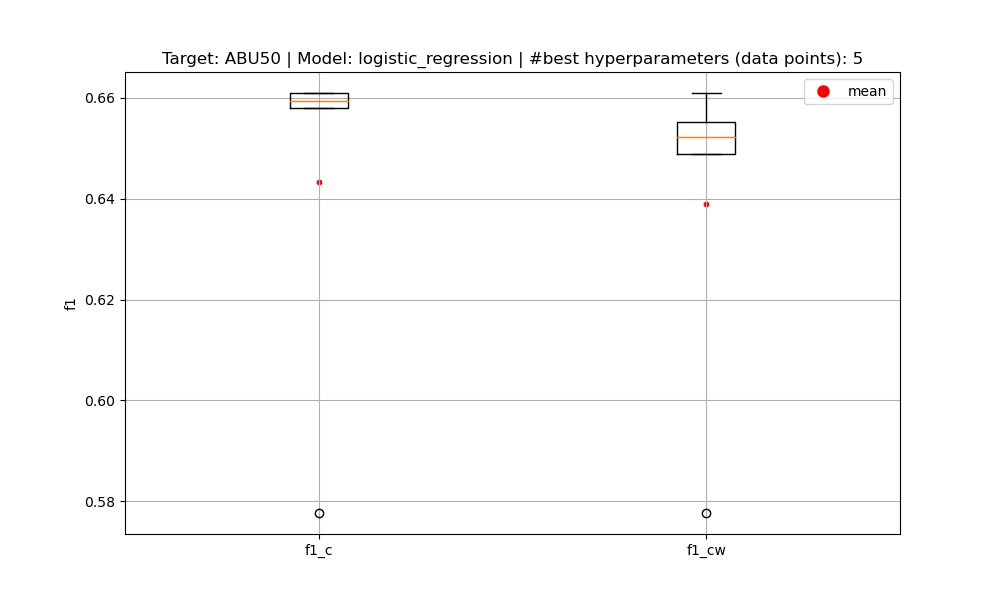 Target: ABU50 | Model: logistic_regression | #best hyperparameters (data points): 5
mean
0.66
0.64
0.62
0.60
0.58
f1
f1_c
f1_cw